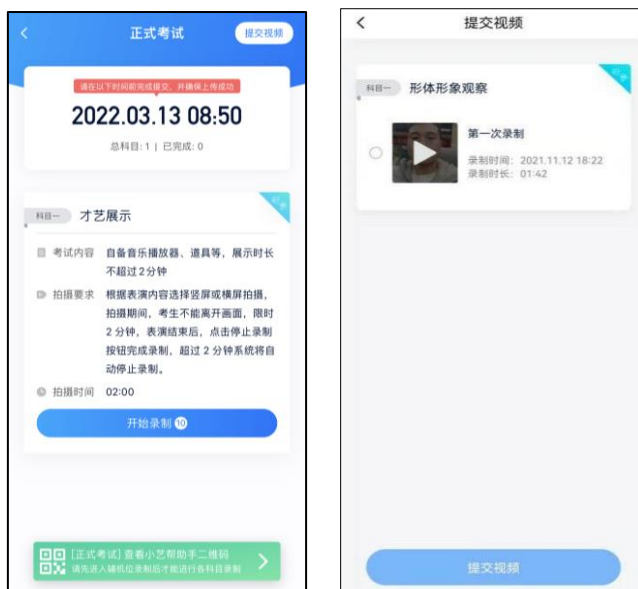 正式考试
提交视频
请在以下时间前完成提交，并确保上传成功
2022.03.13 08:50
总科目: 1 | 已完成: 0
科目一
才艺展示
考试内容
自备音乐播放器、道具等，展示时长
不超过2分钟
拍摄要求
根据表演内容选择竖屏或横屏拍摄，
拍摄期间，考生不能离开画面，限时
2 分钟，表演结束后，点击停止录制
按钮完成录制，超过 2 分钟系统将自
动停止录制。
拍摄时间
02:00
开始录制 10
[正式考试] 查看小艺帮助手二维码
请先进入辅机位录制后才能进行各科目录制
提交视频
科目一
形体形象观察
第一次录制
录制时间: 2021.11.12 18:22
录制时长: 01:42
提交视频